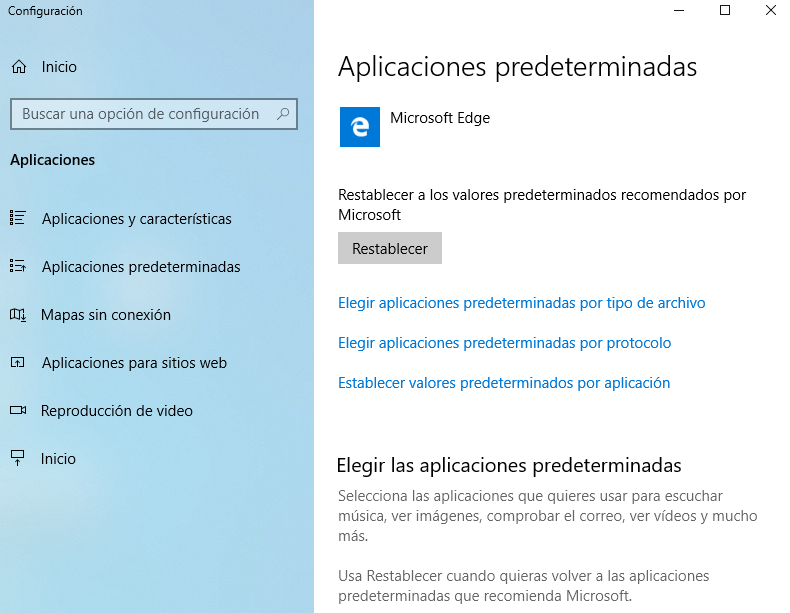 Configuración
Inicio
Buscar una opción de configuración
Aplicaciones
Aplicaciones y características
Aplicaciones predeterminadas
Mapas sin conexión
Aplicaciones para sitios web
Reproducción de video
Inicio
Aplicaciones predeterminadas
Microsoft Edge
Restablecer a los valores predeterminados recomendados por
Microsoft
Restablecer
Elegir aplicaciones predeterminadas por tipo de archivo
Elegir aplicaciones predeterminadas por protocolo
Establecer valores predeterminados por aplicación
Elegir las aplicaciones predeterminadas
Selecciona las aplicaciones que quieres usar para escuchar
música, ver imágenes, comprobar el correo, ver vídeos y mucho
más.
Usa Restablecer cuando quieras volver a las aplicaciones
predeterminadas que recomienda Microsoft.